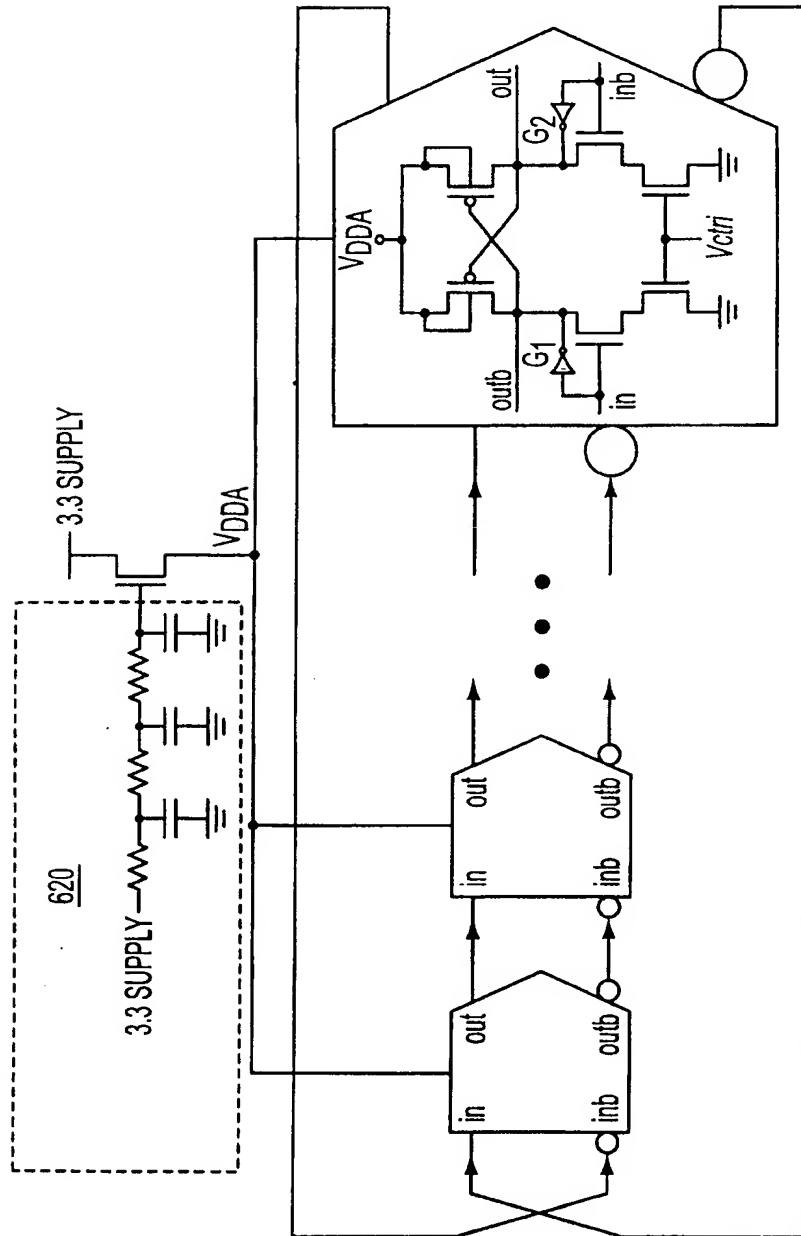 620
3.3 SUPPLY
3.3 SUPPLY
VDDA
in
out
inb
outb
in
out
inb
outb
VDDA
outb
out
G1
G2
in
inb
Vctrl